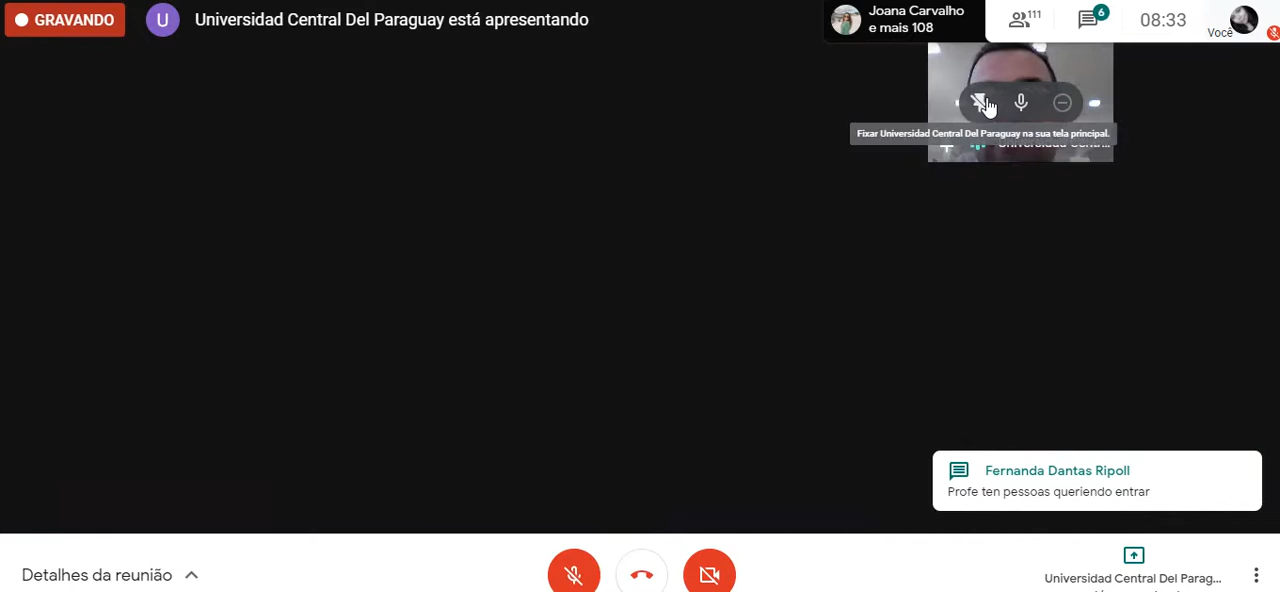 GRAVANDO
U
Universidad Central Del Paraguay está apresentando
Joana Carvalho
e mais 108
111
6
08:33
Você
Fixar Universidad Central Del Paraguay na sua tela principal.
Fernanda Dantas Ripoll
Profe ten pessoas queriendo entrar
Detalhes da reunião
Universidad Central Del Parag...